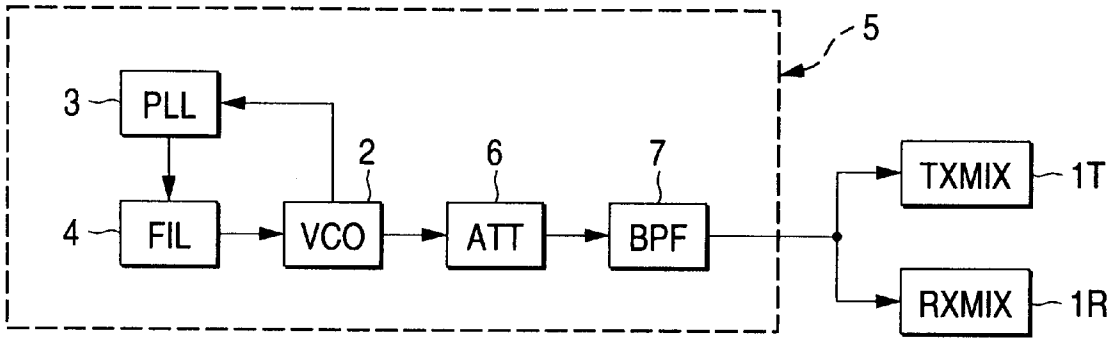 5
3 PLL
2 6 7
TXMIX 1T
4 FIL VCO ATT BPF
RXMIX 1R